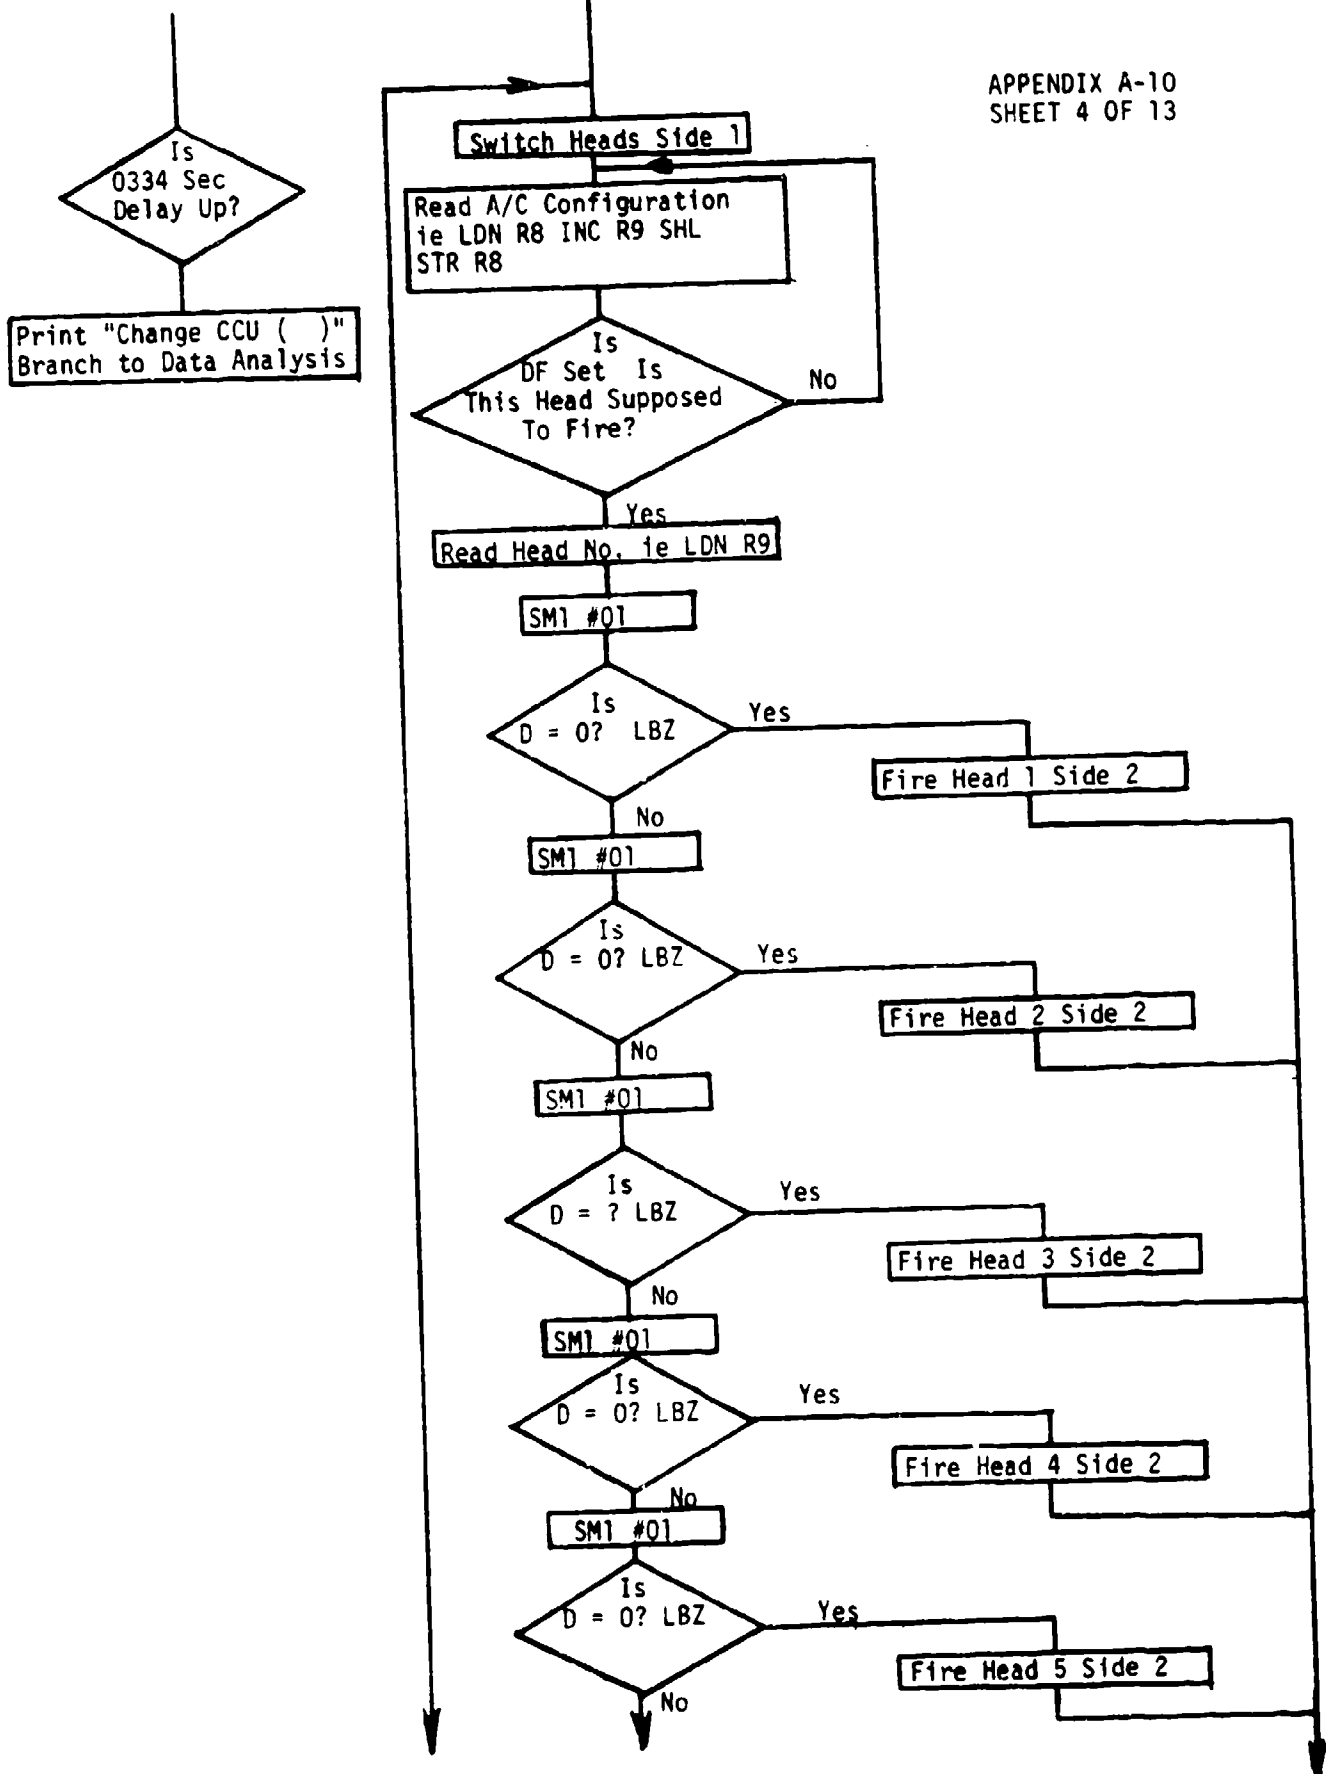 APPENDIX A-10
SHEET 4 OF 13
Is
0334 Sec
Delay Up?
Print "Change CCU ( )"
Branch to Data Analysis
Switch Heads Side 1
Read A/C Configuration
ie LDN R8 INC R9 SHL
STR R8
Is
DF Set Is
This Head Supposed
To Fire?
No
Yes
Read Head No. ie LDN R9
SM1 #01
Is
D = 0? LBZ
Yes
Fire Head 1 Side 2
No
SM1 #01
Is
D = 0? LBZ
Yes
Fire Head 2 Side 2
No
SM1 #01
Is
D = ? LBZ
Yes
Fire Head 3 Side 2
No
SM1 #01
Is
D = 0? LBZ
Yes
Fire Head 4 Side 2
No
SM1 #01
Is
D = 0? LBZ
Yes
Fire Head 5 Side 2
No